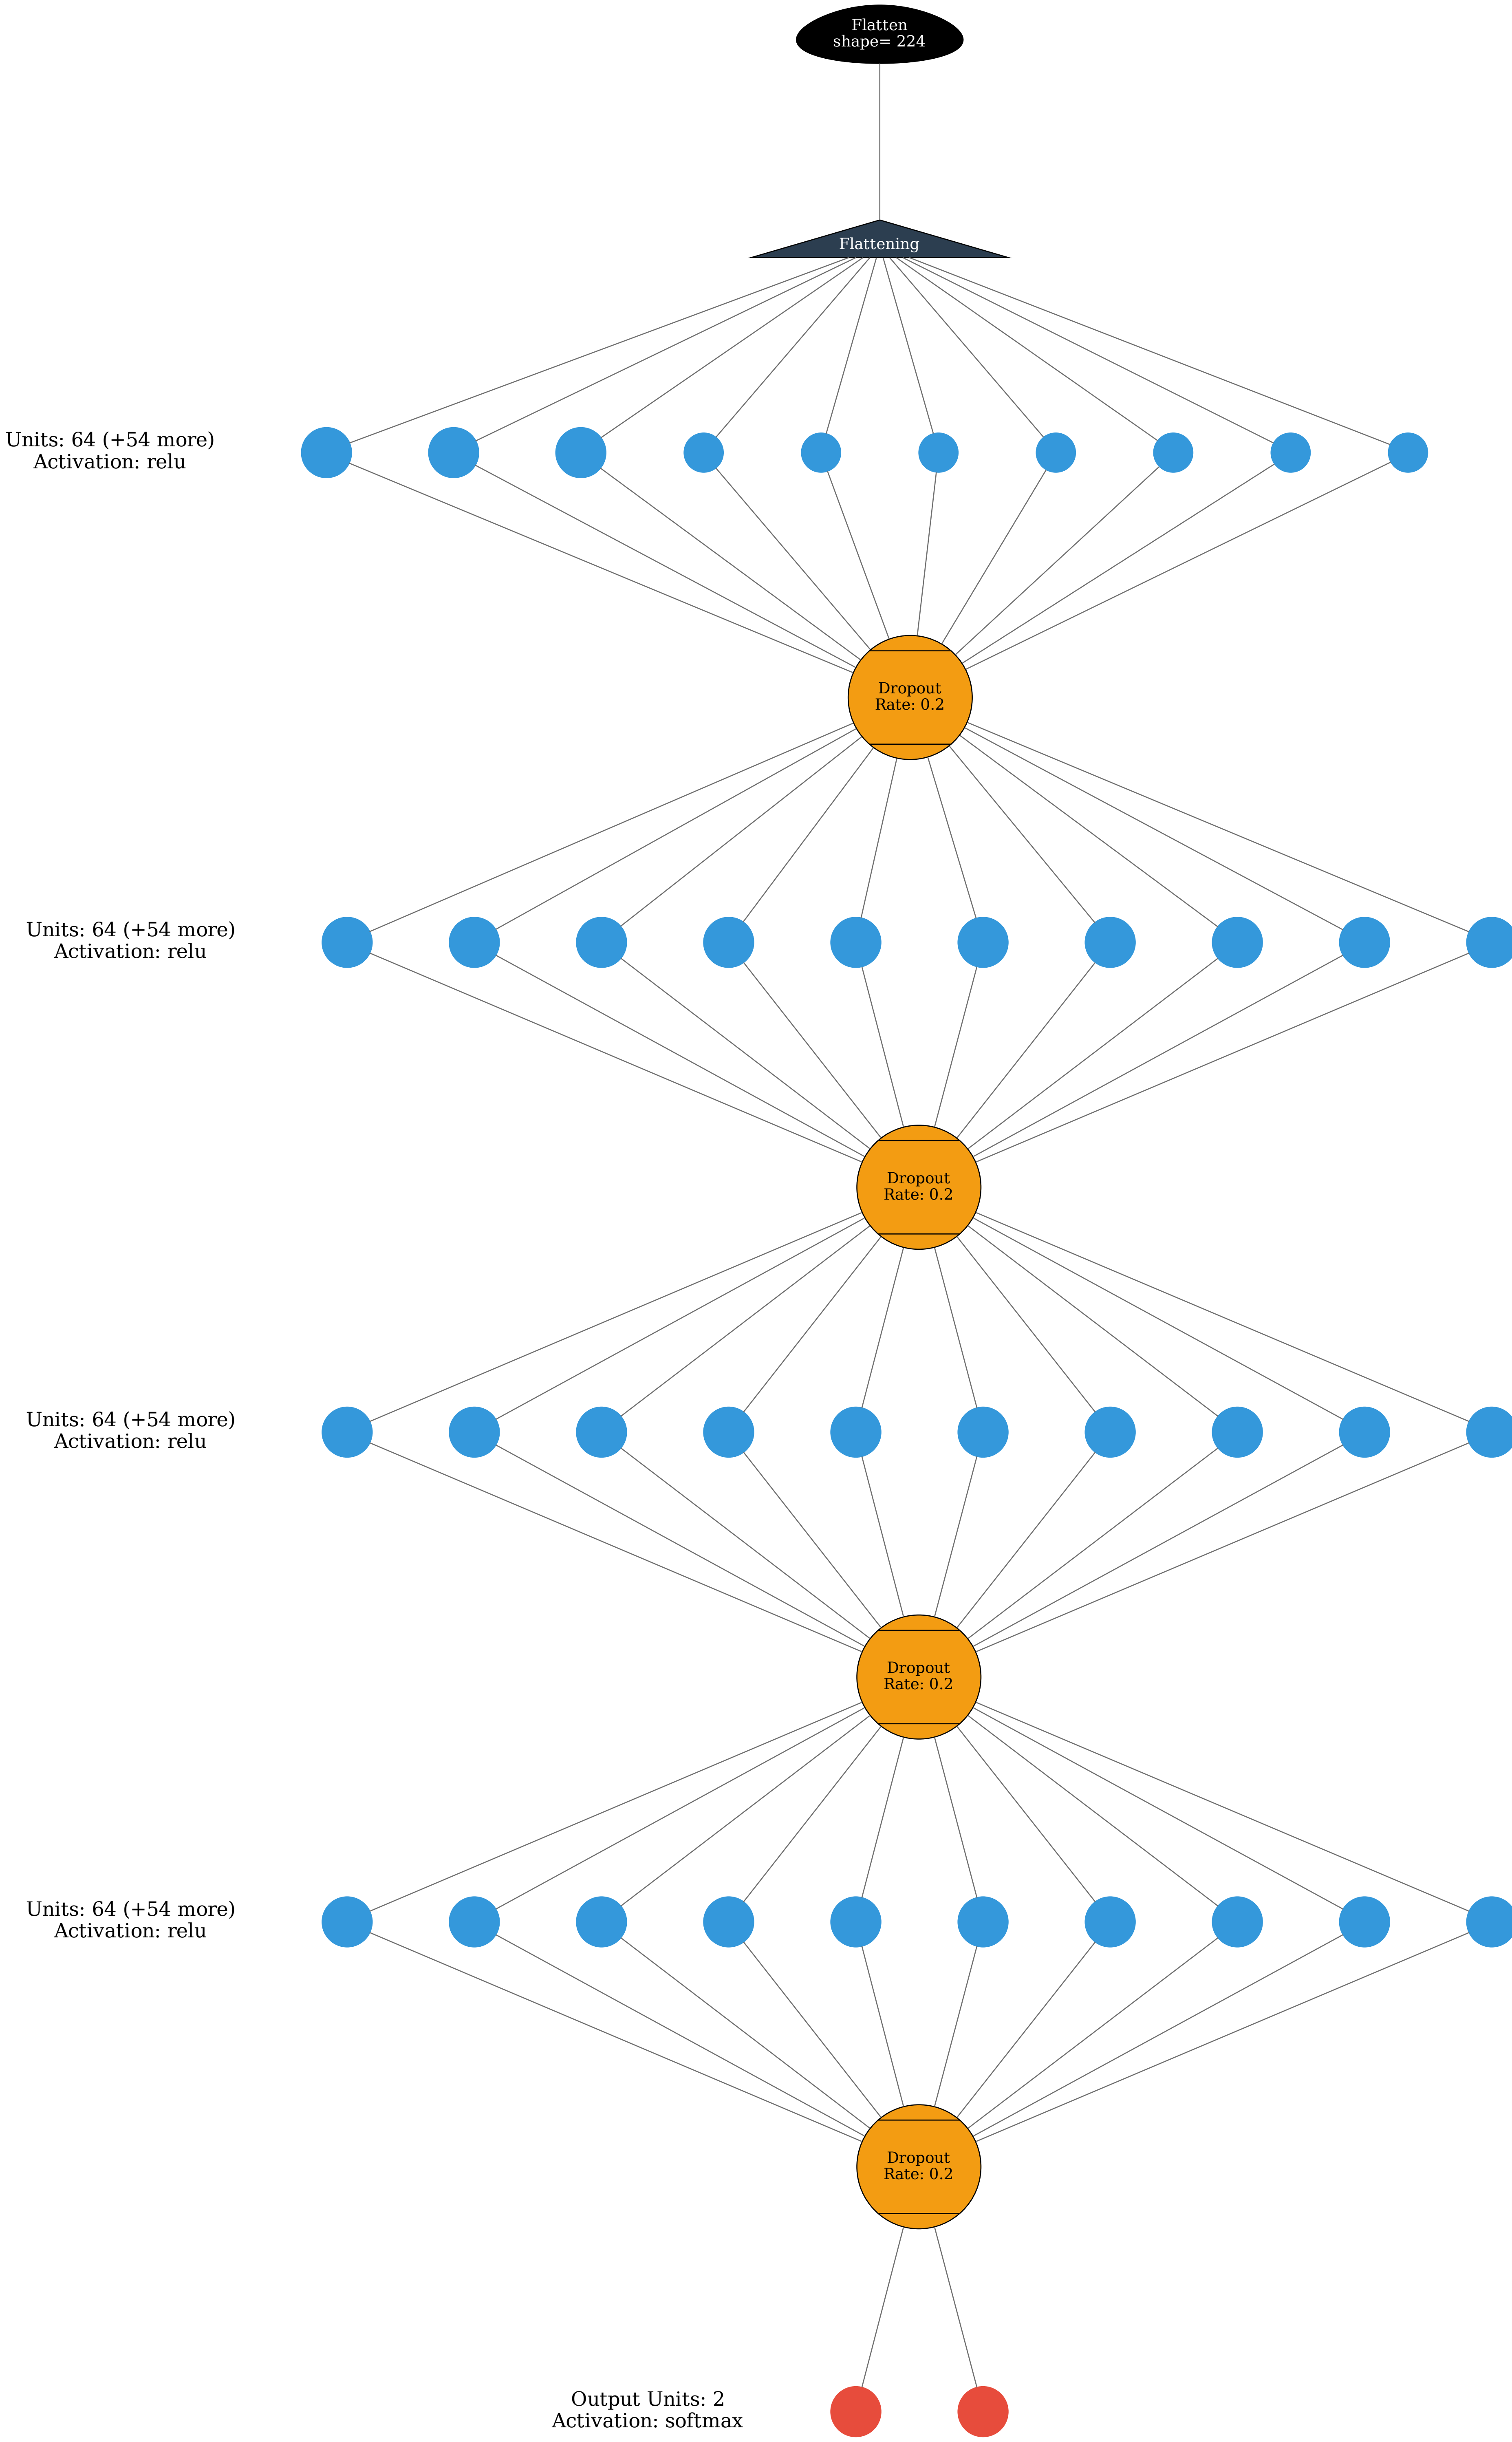 Flatten
shape= 224
Flattening
Units: 64 (+54 more)
Activation: relu
Dropout
Rate: 0.2
Units: 64 (+54 more)
Activation: relu
Dropout
Rate: 0.2
Units: 64 (+54 more)
Activation: relu
Dropout
Rate: 0.2
Units: 64 (+54 more)
Activation: relu
Dropout
Rate: 0.2
Output Units: 2
Activation: softmax